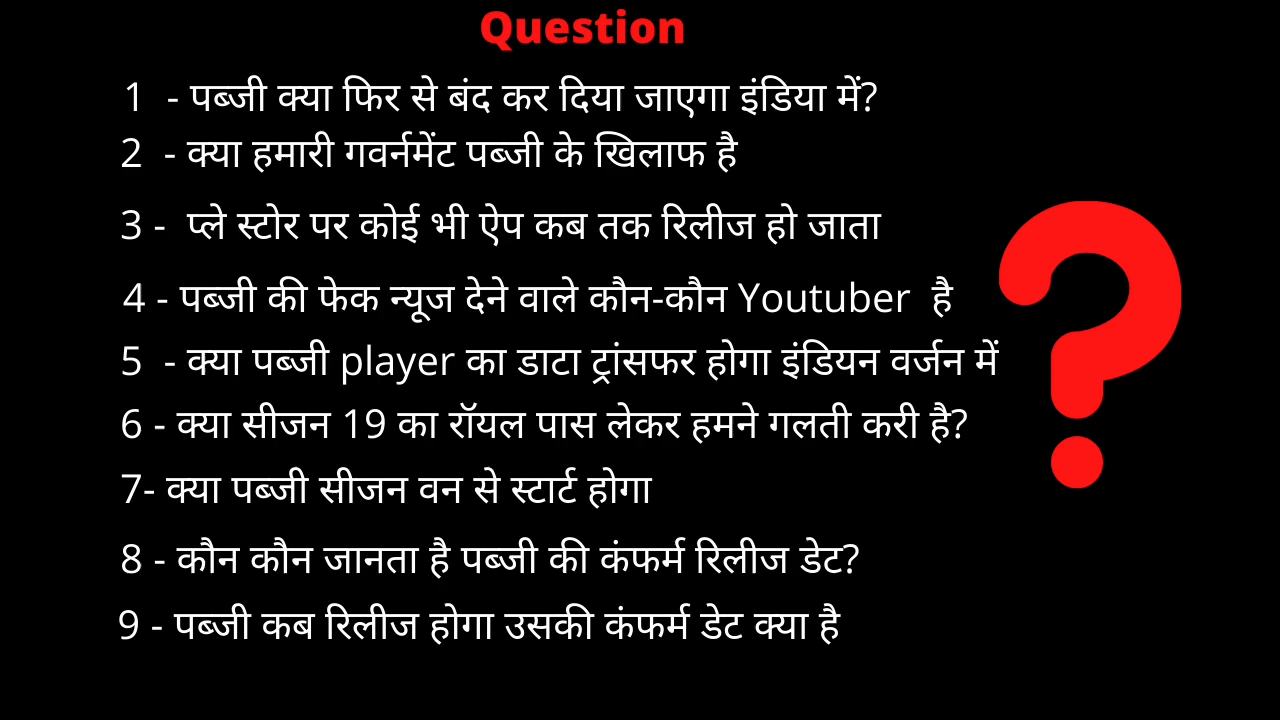 Question
1 - पब्जी क्या फिर से बंद कर दिया जाएगा इंडिया में?
2 - क्या हमारी गवर्नमेंट पब्जी के खिलाफ है
3 - प्ले स्टोर पर कोई भी ऐप कब तक रिलीज हो जाता
4 - पब्जी की फेक न्यूज देने वाले कौन-कौन Youtuber है
5 - क्या पब्जी player का डाटा ट्रांसफर होगा इंडियन वर्जन में
6 - क्या सीजन 19 का रॉयल पास लेकर हमने गलती करी है?
7- क्या पब्जी सीजन वन से स्टार्ट होगा
8 - कौन कौन जानता है पब्जी की कंफर्म रिलीज डेट?
9 - पब्जी कब रिलीज होगा उसकी कंफर्म डेट क्या है
?